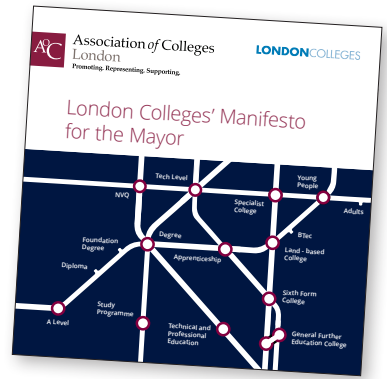 AoC
Association of Colleges
London
Promoting. Representing. Supporting.
LONDONCOLLEGES
London Colleges' Manifesto
for the Mayor
Tech Level
Young
People
NVQ
Specialist
College
Adults
Degree
BTec
Foundation
Degree
Land - based
College
Apprenticeship
Diploma
Sixth Form
College
Study
Programme
A Level
Technical and
Professional
Education
General Further
Education College